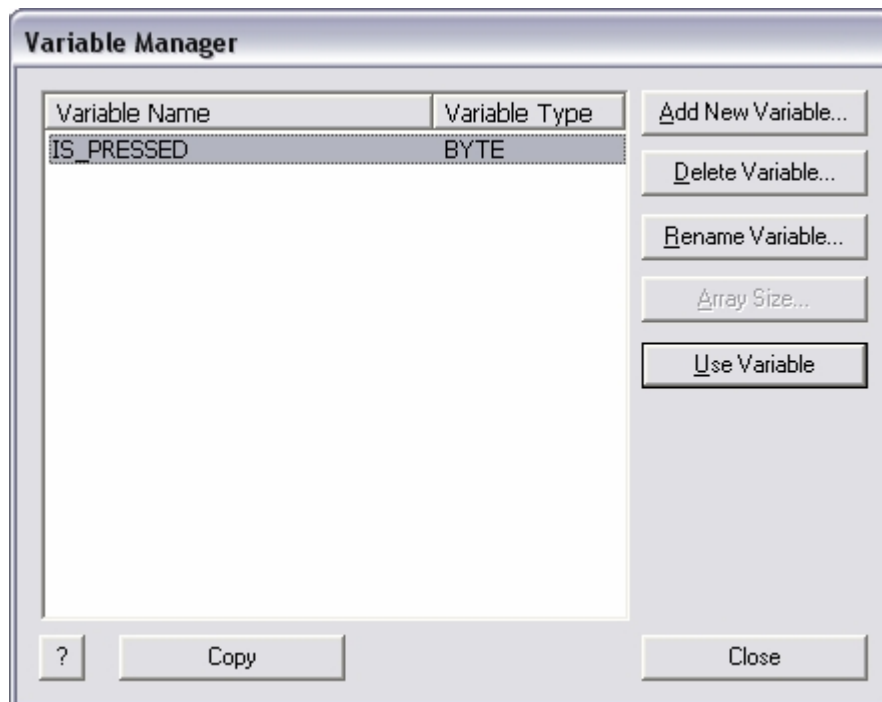 Variable Manager
Variable Name Variable Type
IS_PRESSED BYTE
Add New Variable...
Delete Variable...
Rename Variable...
Array Size...
Use Variable
? Copy Close